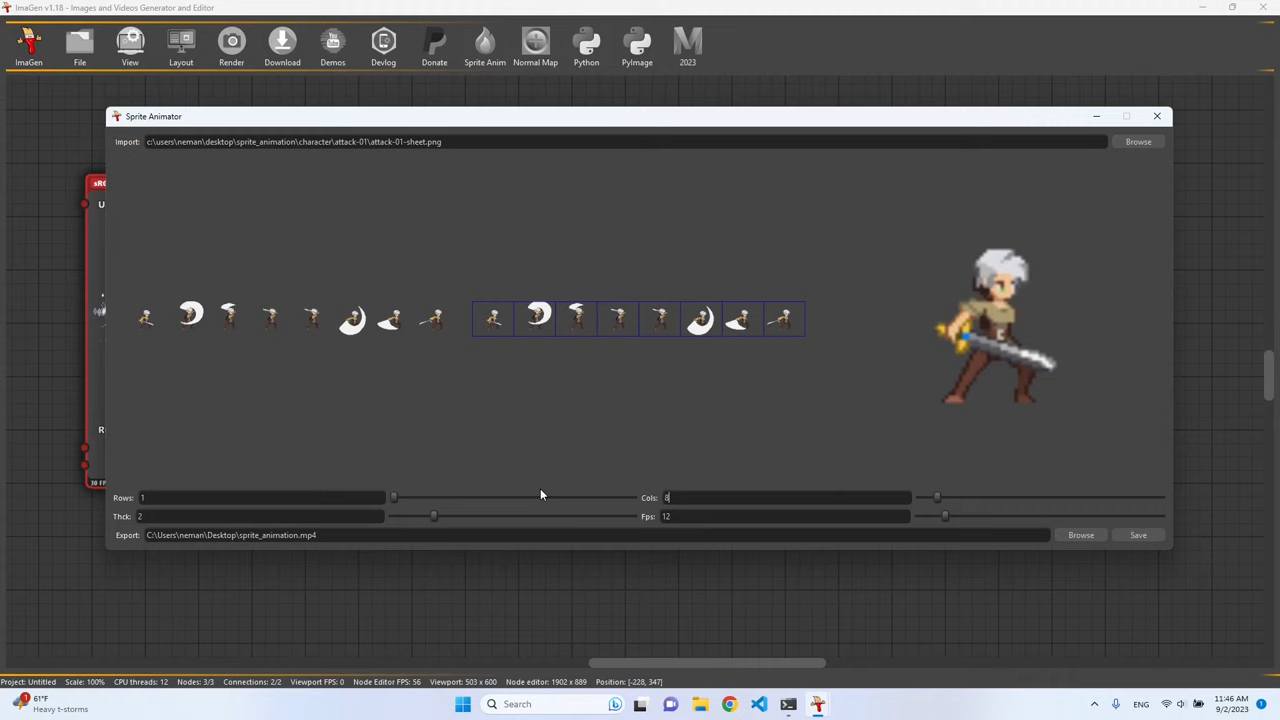 ImaGen v1.18 - Images and Videos Generator and Editor
ImaGen File View Layout Render Download Demos Devlog Donate Sprite Anim Normal Map Python PyImage 2023
Sprite Animator
Import: c:\users\neman\desktop\sprite_animation\character\attack-01\attack-01-sheet.png Browse
sRG
U
R
30 FP
Rows: 1 Cols: 8
Thck: 2 Fps: 12
Export: C:\Users\neman\Desktop\sprite_animation.mp4 Browse Save
Project: Untitled Scale: 100% CPU threads: 12 Nodes: 3/3 Connections: 2/2 Viewport FPS: 0 Node Editor FPS: 56 Viewport: 503 x 600 Node editor: 1902 x 889 Position: [-228, 347]
1 61°F
Heavy t-storms
Search
ENG
11:46 AM
9/2/2023